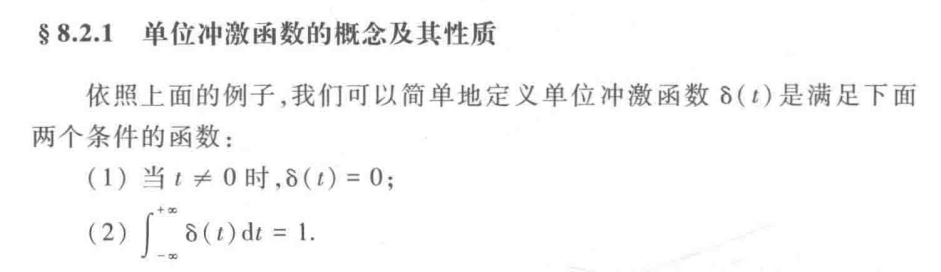 §8.2.1 单位冲激函数的概念及其性质
依照上面的例子,我们可以简单地定义单位冲激函数 δ(t)是满足下面
两个条件的函数:
(1) 当 t ≠ 0 时,δ(t) = 0;
(2) ∫_{-∞}^{+∞} δ(t)dt = 1.